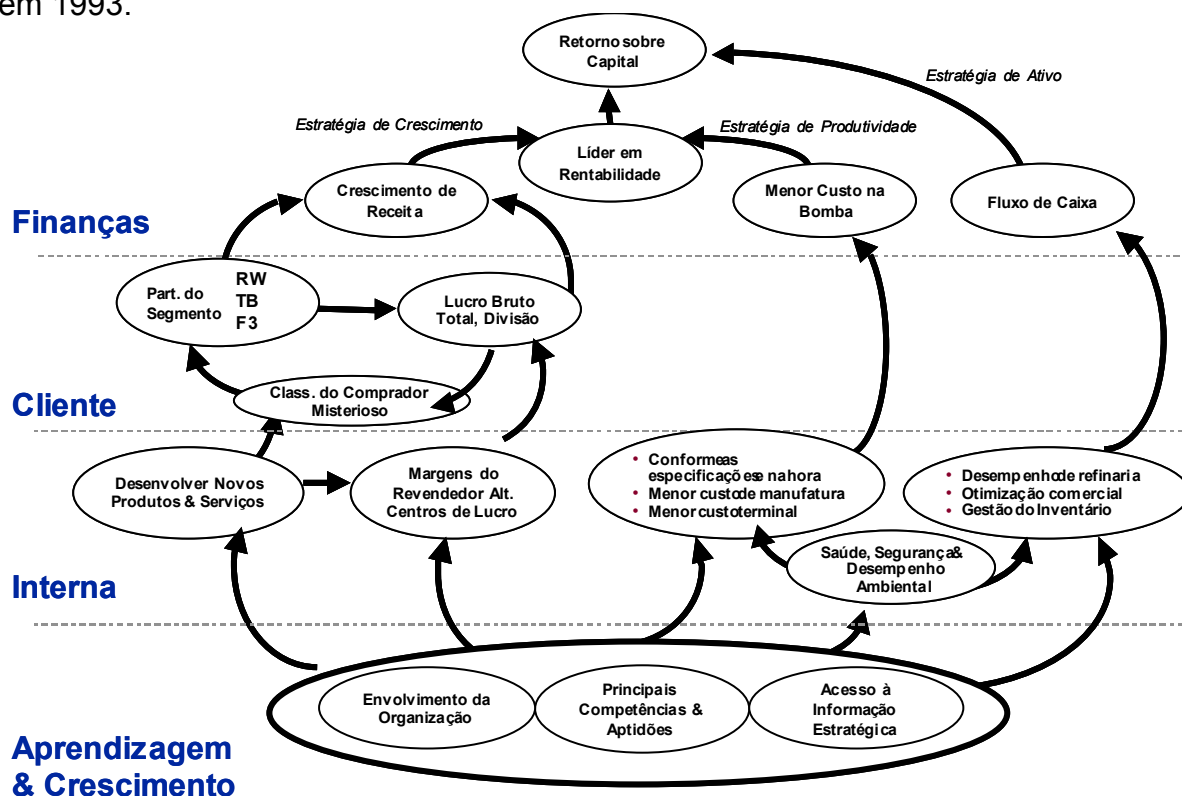 em 1993.
Retorno sobre
Capital
Estratégia de Ativo
Estratégia de Crescimento
Estratégia de Produtividade
Líder em
Rentabilidade
Crescimento de
Receita
Menor Custo na
Bomba
Fluxo de Caixa
Finanças
Part. do
Segmento
RW
TB
F3
Lucro Bruto
Total, Divisão
Class. do Comprador
Misterioso
Cliente
Desenvolver Novos
Produtos & Serviços
Margens do
Revendedor Alt.
Centros de Lucro
• Conformeas
especificaçõese nahora
• Menor custode manufatura
• Menorcustoterminal
• Desempenhode refinaria
• Otimização comercial
• Gestão do Inventário
Saúde, Segurança&
Desempenho
Ambiental
Interna
Envolvimento da
Organização
Principais
Competências &
Aptidões
Acesso à
Informação
Estratégica
Aprendizagem
& Crescimento